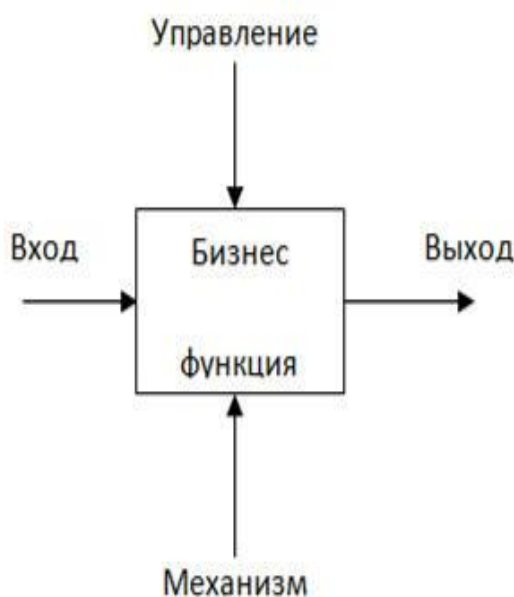 Управление
Вход
Бизнес
Выход
функция
Механизм